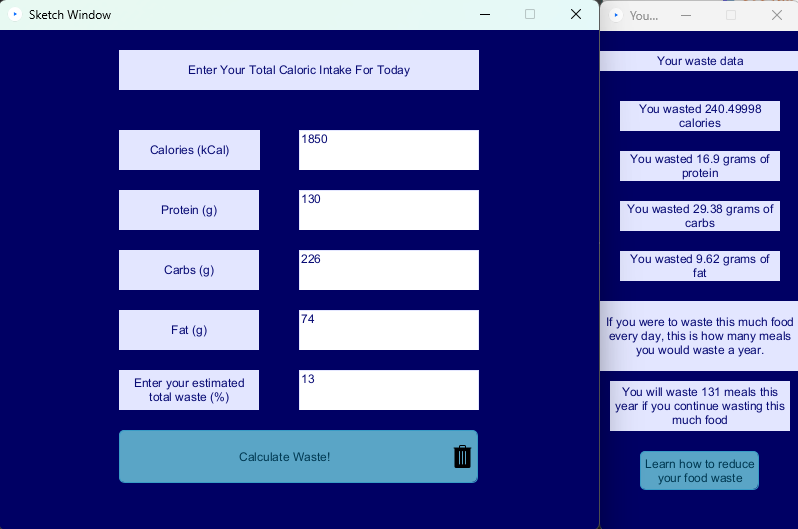 Sketch Window
You...
Enter Your Total Caloric Intake For Today
Calories (kCal)
1850
Protein (g)
130
Carbs (g)
226
Fat (g)
74
Enter your estimated
total waste (%)
13
Calculate Waste!
Your waste data
You wasted 240.49998
calories
You wasted 16.9 grams of
protein
You wasted 29.38 grams of
carbs
You wasted 9.62 grams of
fat
If you were to waste this much food
every day, this is how many meals
you would waste a year.
You will waste 131 meals this
year if you continue wasting this
much food
Learn how to reduce
your food waste